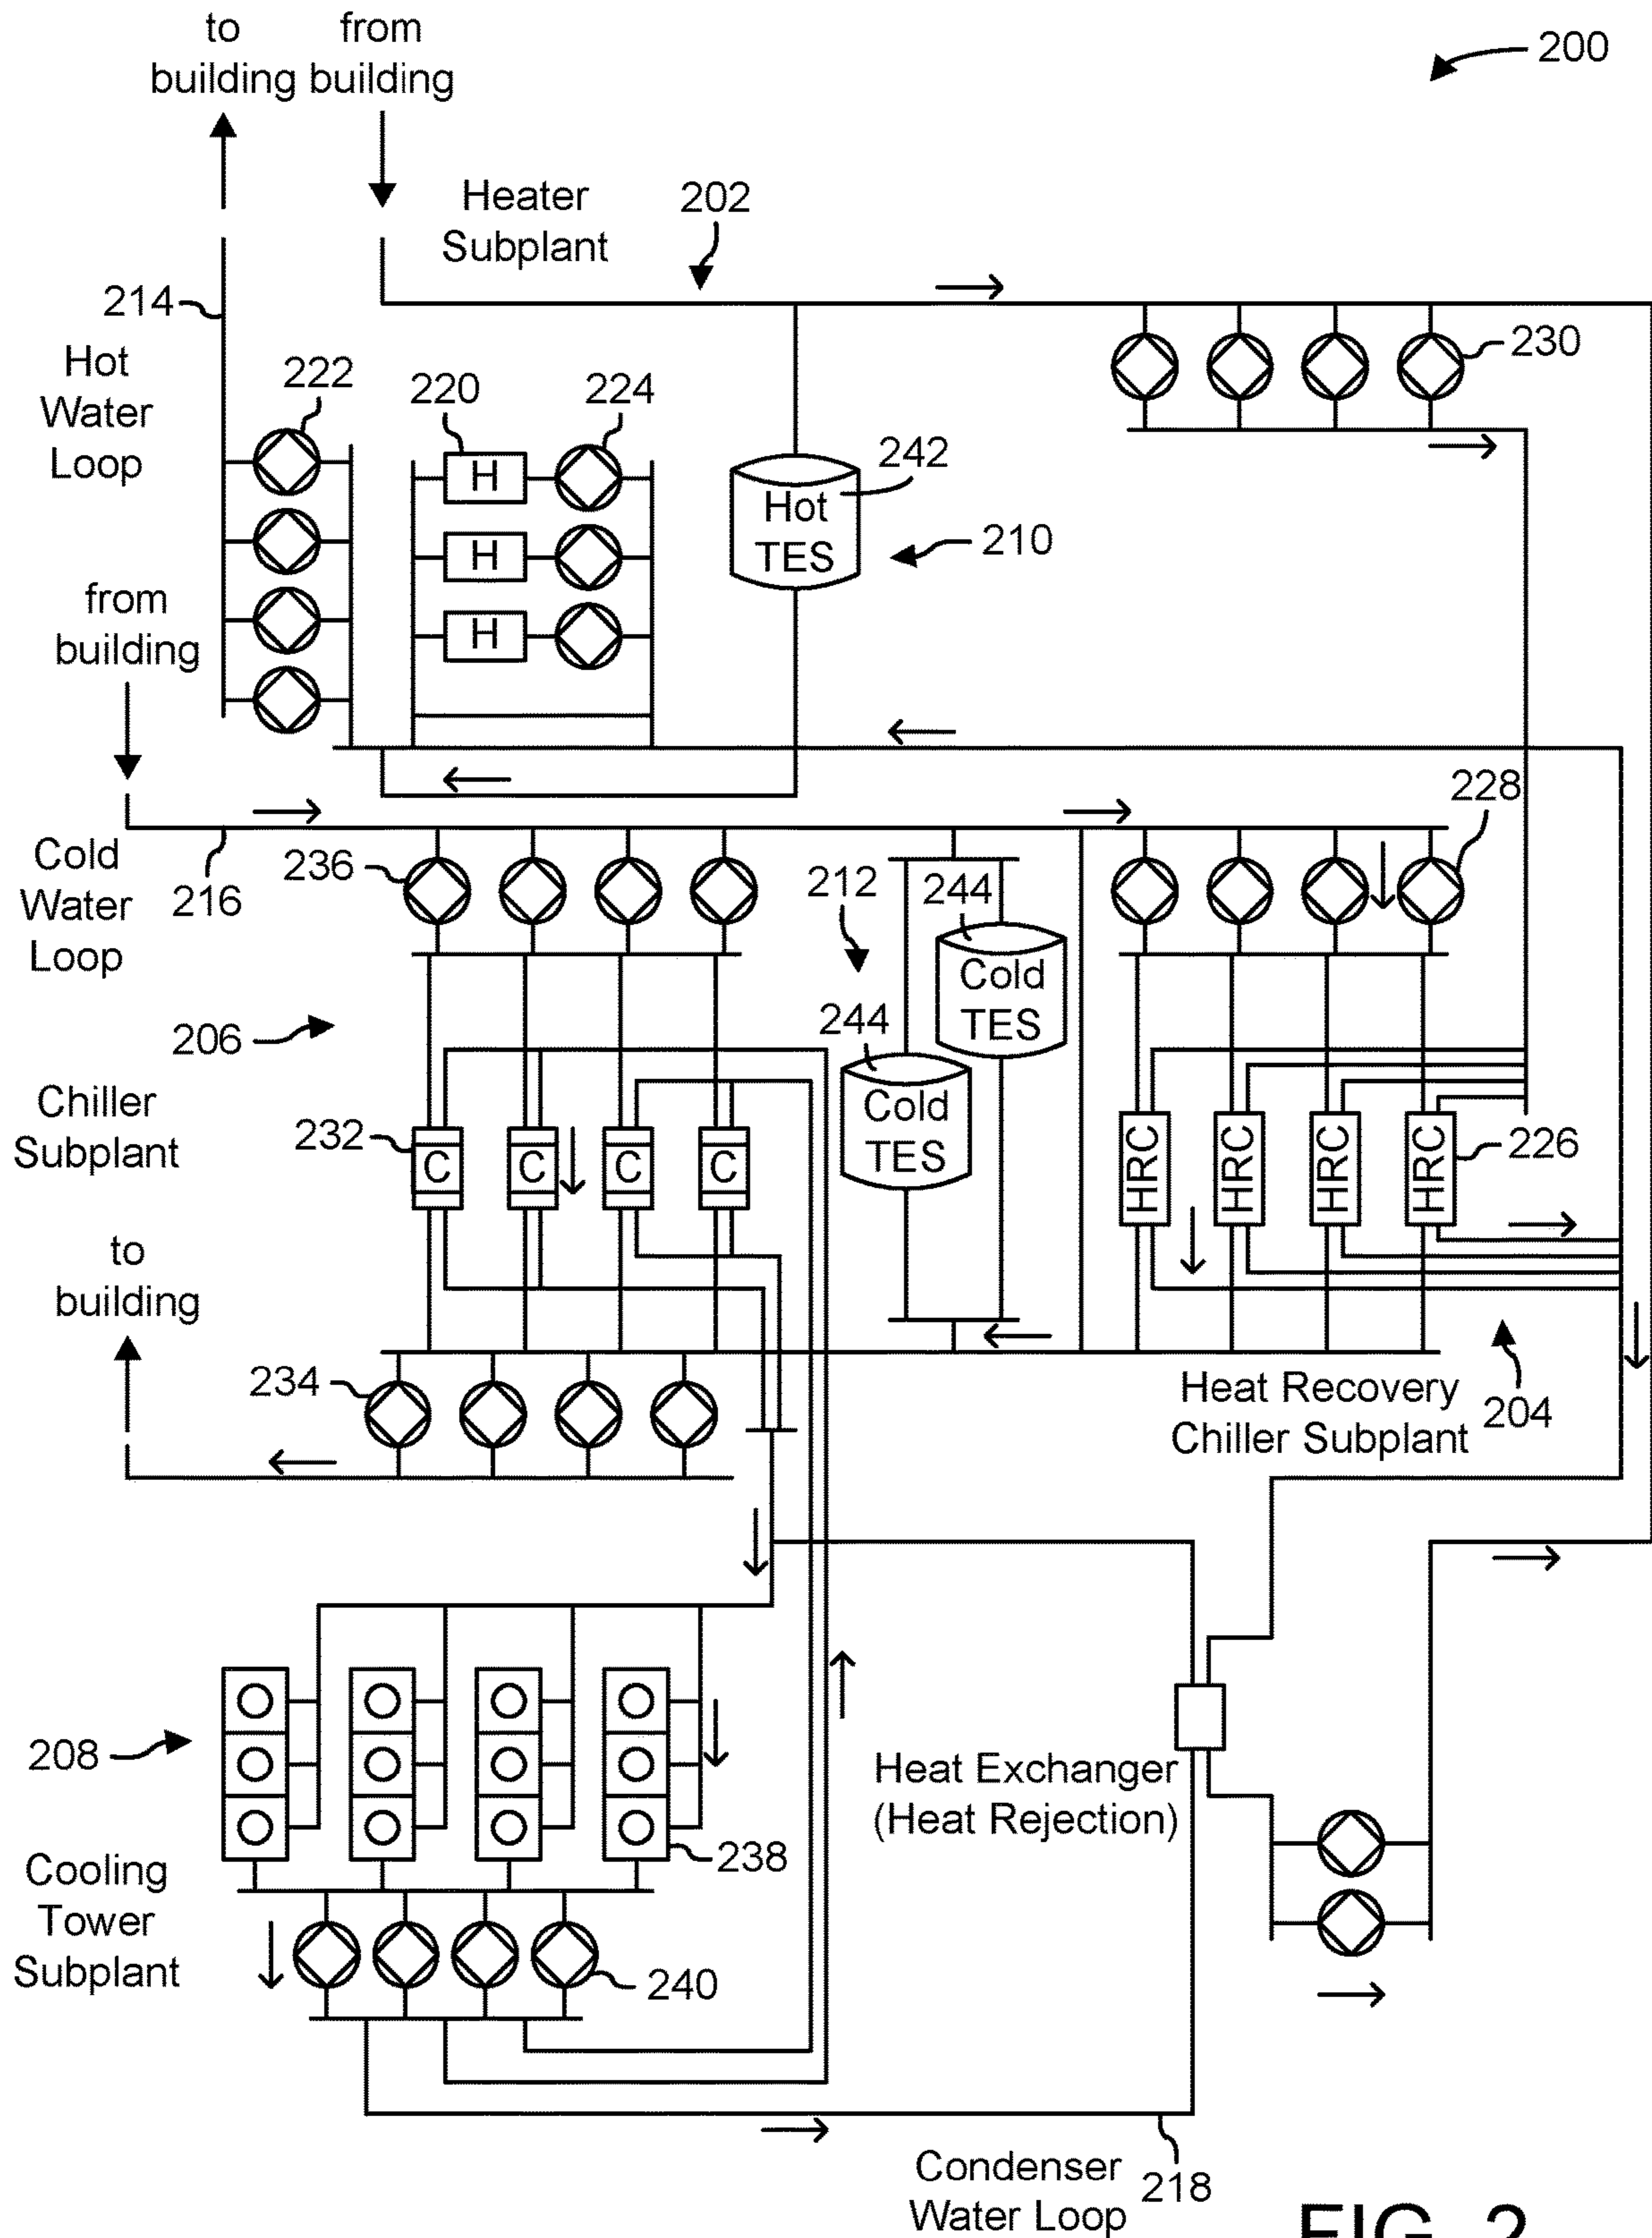 to from
building from building
200
Heater
Subplant
202
214
Hot
Water
Loop
222
220
224
230
H
H
H
Hot
TES
242
210
from
building
228
Cold
Water
Loop
216
236
212
244
Cold
TES
244
Cold
TES
206
Chiller
Subplant
232
C
C
C
C
HRC
HRC
HRC
HRC
226
to
building
234
Heat Recovery
Chiller Subplant
204
208
Heat Exchanger
(Heat Rejection)
238
Cooling
Tower
Subplant
240
Condenser
Water Loop
218
FIG. 2